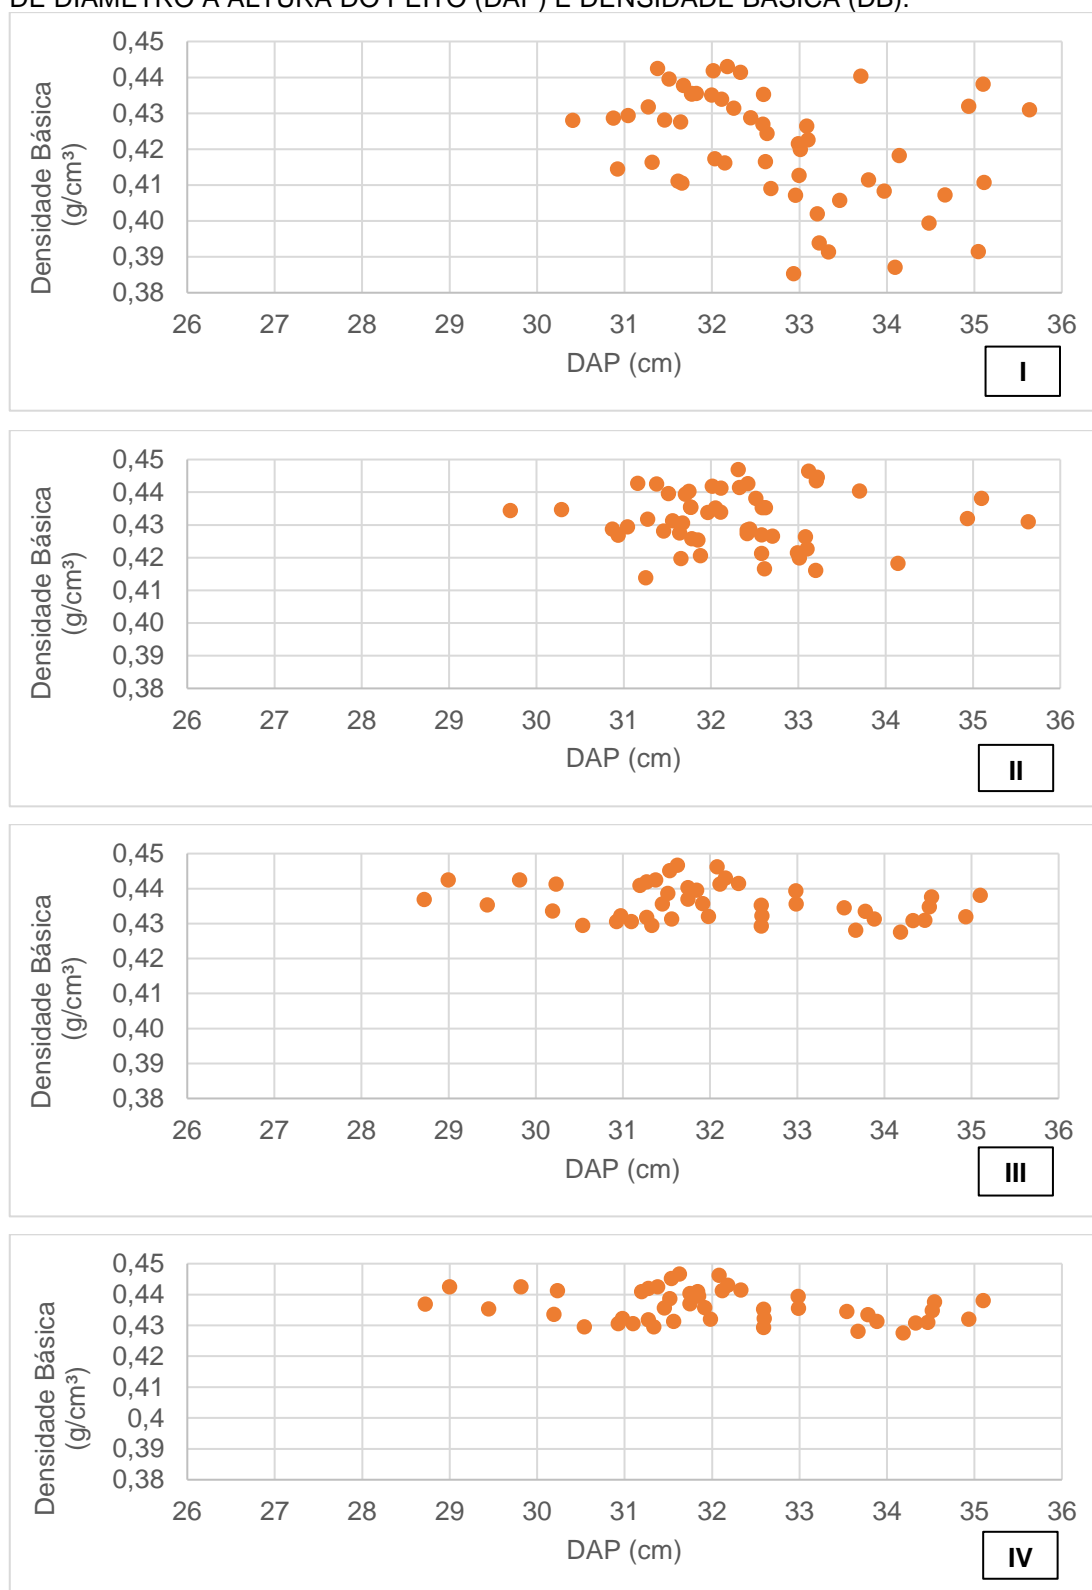 DE DIÂMETRO À ALTURA DO PEITO (DAP) E DENSIDADE BÁSICA (DB).
Densidade Básica
(g/cm³)
0,45
0,44
0,43
0,42
0,41
0,40
0,39
0,38
26 27 28 29 30 31 32 33 34 35 36
DAP (cm)
I
Densidade Básica
(g/cm³)
0,45
0,44
0,43
0,42
0,41
0,40
0,39
0,38
26 27 28 29 30 31 32 33 34 35 36
DAP (cm)
II
Densidade Básica
(g/cm³)
0,45
0,44
0,43
0,42
0,41
0,40
0,39
0,38
26 27 28 29 30 31 32 33 34 35 36
DAP (cm)
III
Densidade Básica
(g/cm³)
0,45
0,44
0,43
0,42
0,41
0,4
0,39
0,38
26 27 28 29 30 31 32 33 34 35 36
DAP (cm)
IV